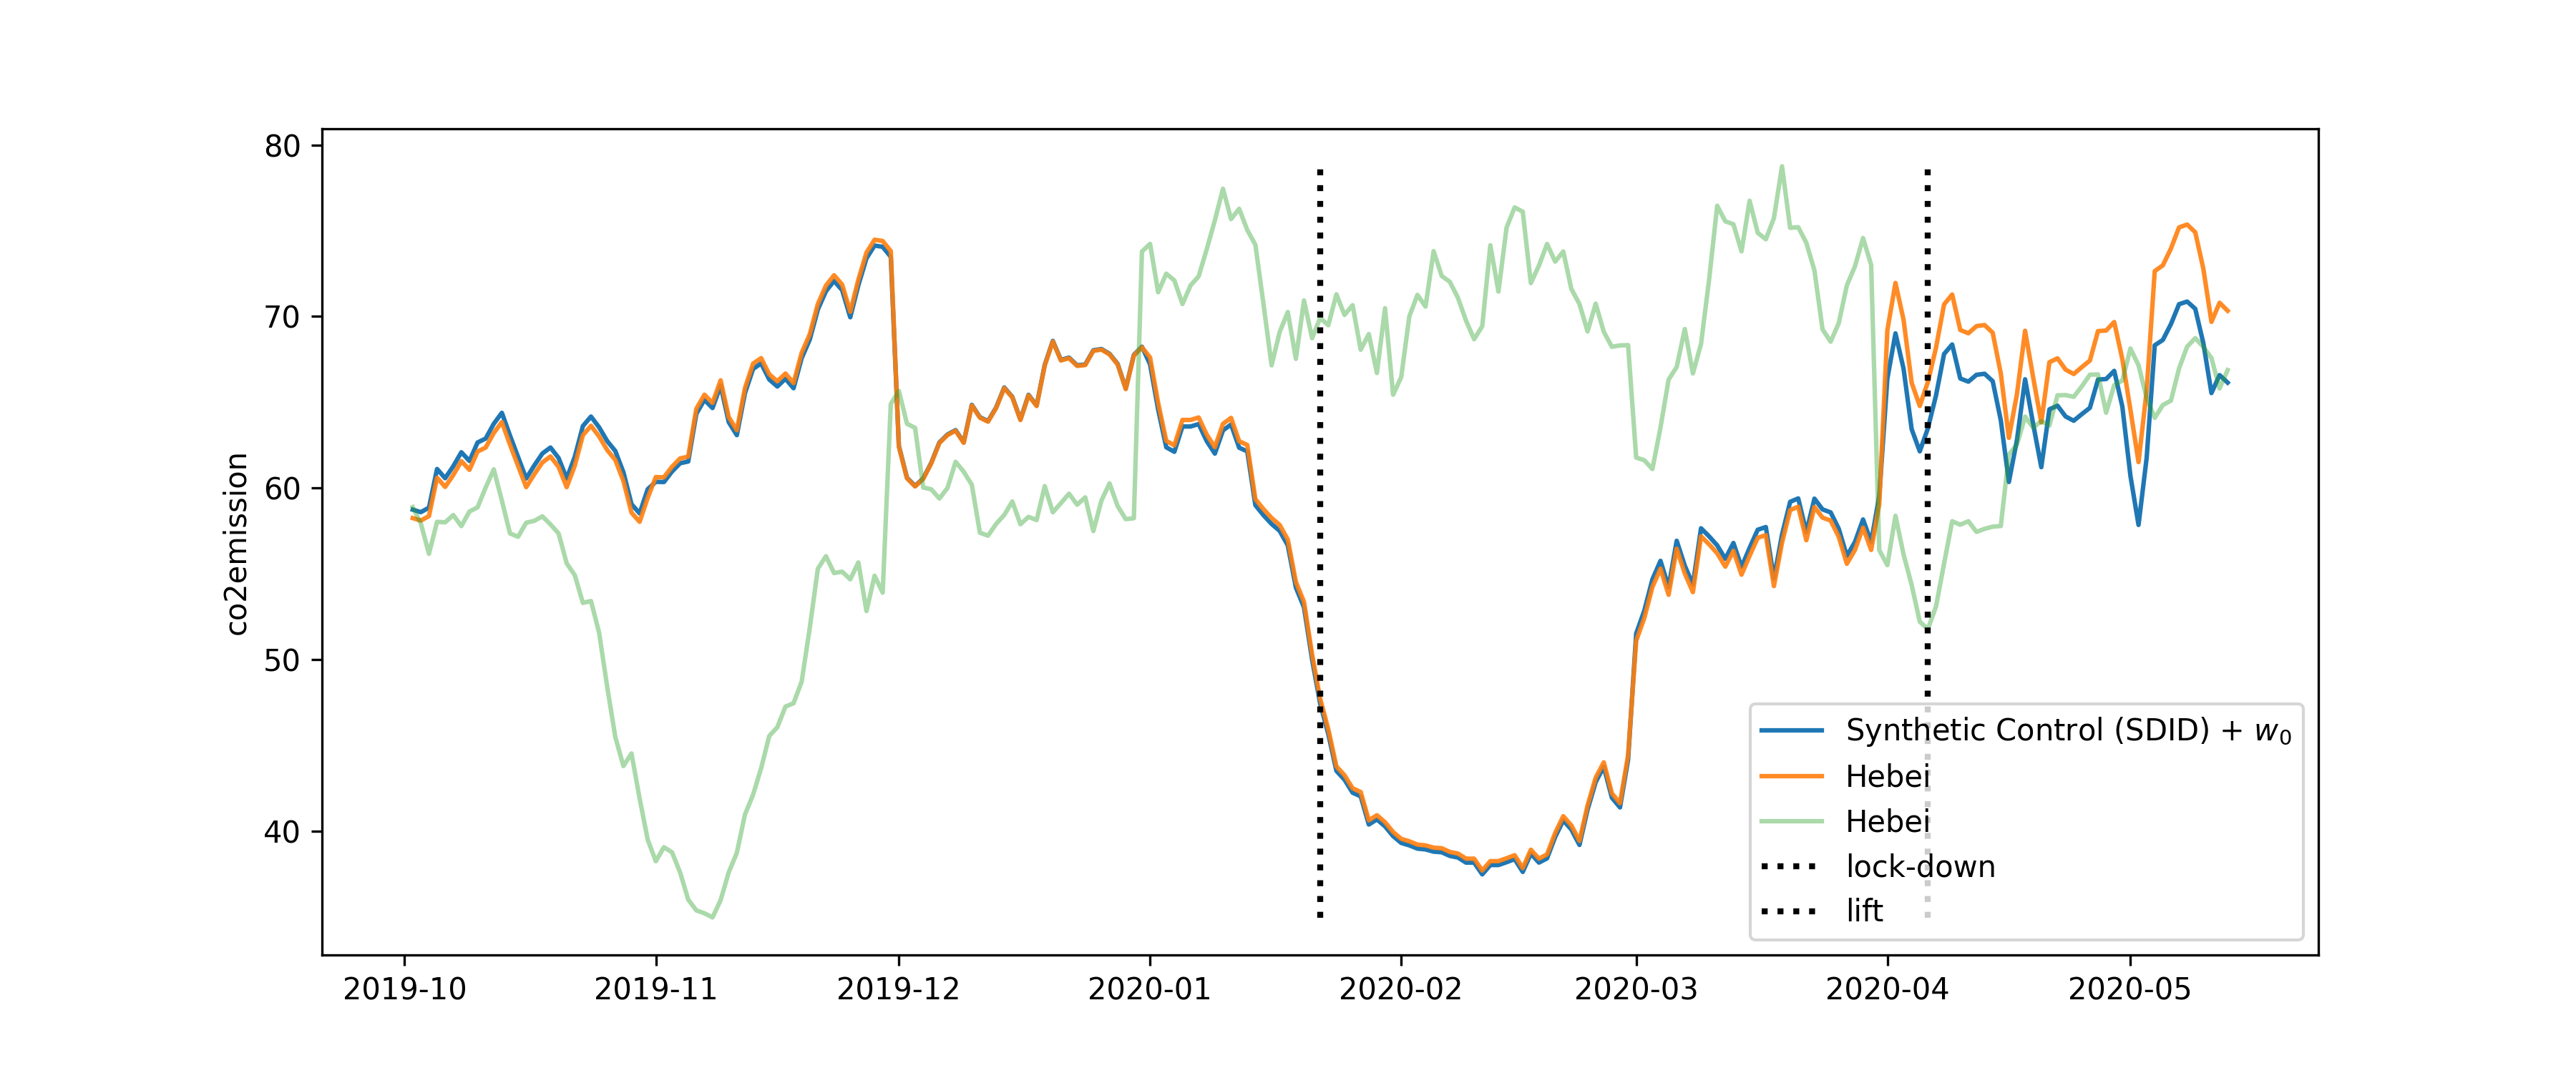 co2emission
80
70
60
50
40
2019-10
2019-11
2019-12
2020-01
2020-02
2020-03
2020-04
2020-05
Synthetic Control (SDID) + w₀
Hebei
Hebei
lock-down
lift